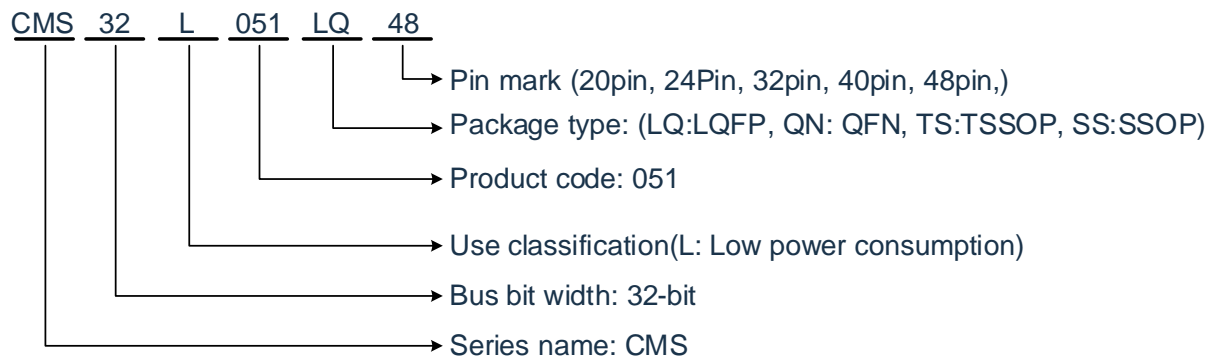 CMS 32 L 051 LQ 48
Pin mark (20pin, 24Pin, 32pin, 40pin, 48pin,)
Package type: (LQ:LQFP, QN: QFN, TS:TSSOP, SS:SSOP)
Product code: 051
Use classification(L: Low power consumption)
Bus bit width: 32-bit
Series name: CMS